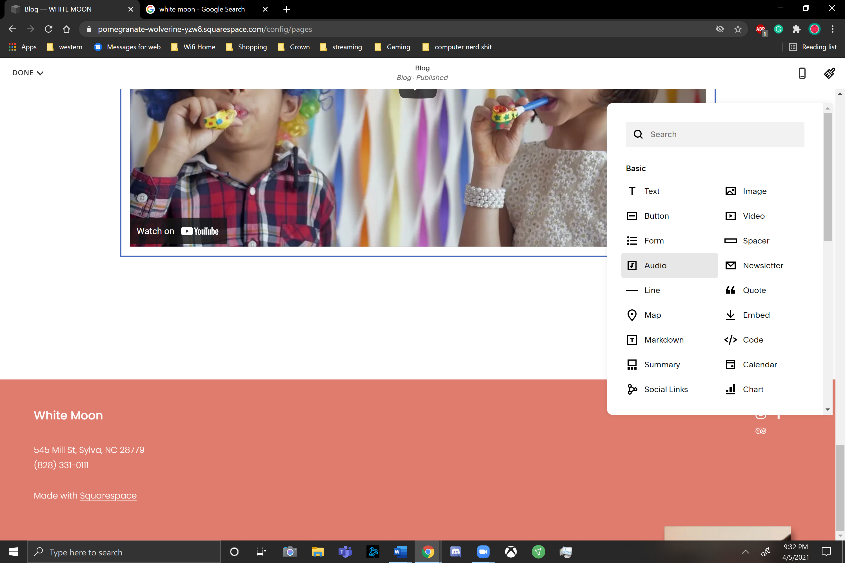 Blog — WHITE MOON
white moon - Google Search
pomegranate-wolverine-yzw8.squarespace.com/config/pages
Apps
western
Messages for web
Wifi Home
Shopping
Crown
streaming
Gaming
computer nerd shit
Reading list
DONE
Blog
Blog · Published
Search
Basic
Text
Image
Button
Video
Form
Spacer
Audio
Newsletter
Line
Quote
Map
Embed
Markdown
Code
Summary
Calendar
Social Links
Chart
Watch on YouTube
White Moon
545 Mill St, Sylva, NC 28779
(828) 331-0111
Made with Squarespace
Type here to search
9:32 PM
4/5/2021